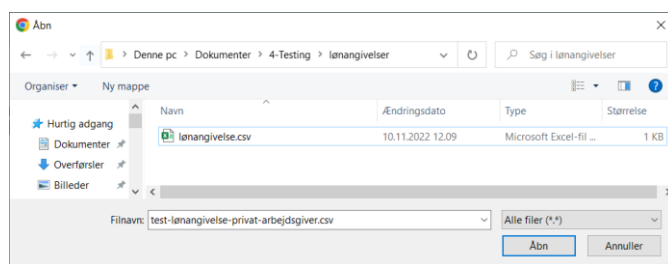 Åbn
Denne pc > Dokumenter > 4-Testing > lønangivelser
Søg i lønangivelser
Organiser Ny mappe
Navn Ændringsdato Type Størrelse
Hurtig adgang
lønangivelse.csv 10.11.2022 12.09 Microsoft Excel-fil ... 1 KB
Dokumenter
Overførsler
Billeder
Filnavn: test-lønangivelse-privat-arbejdsgiver.csv Alle filer (*.*)
Åbn Annuller